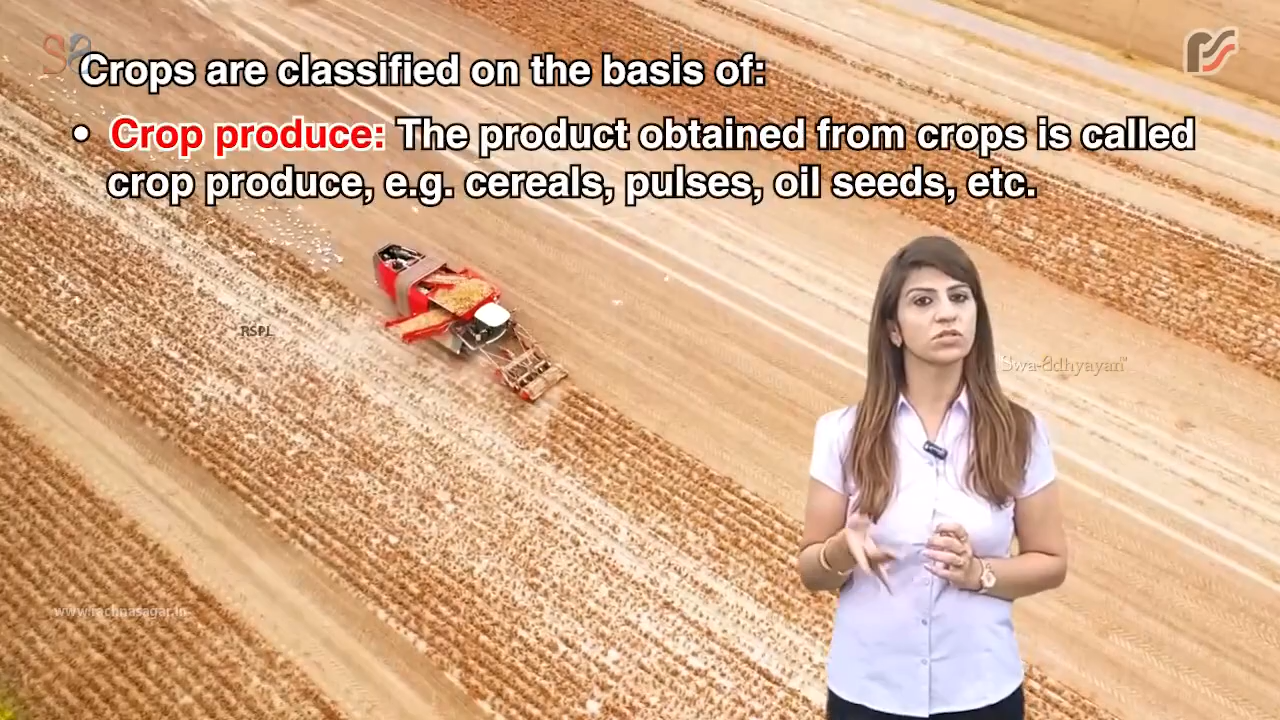 Crops are classified on the basis of:
• Crop produce: The product obtained from crops is called
crop produce, e.g. cereals, pulses, oil seeds, etc.
RSPL
Swa-adhyayan™
www.rachnasagar.in